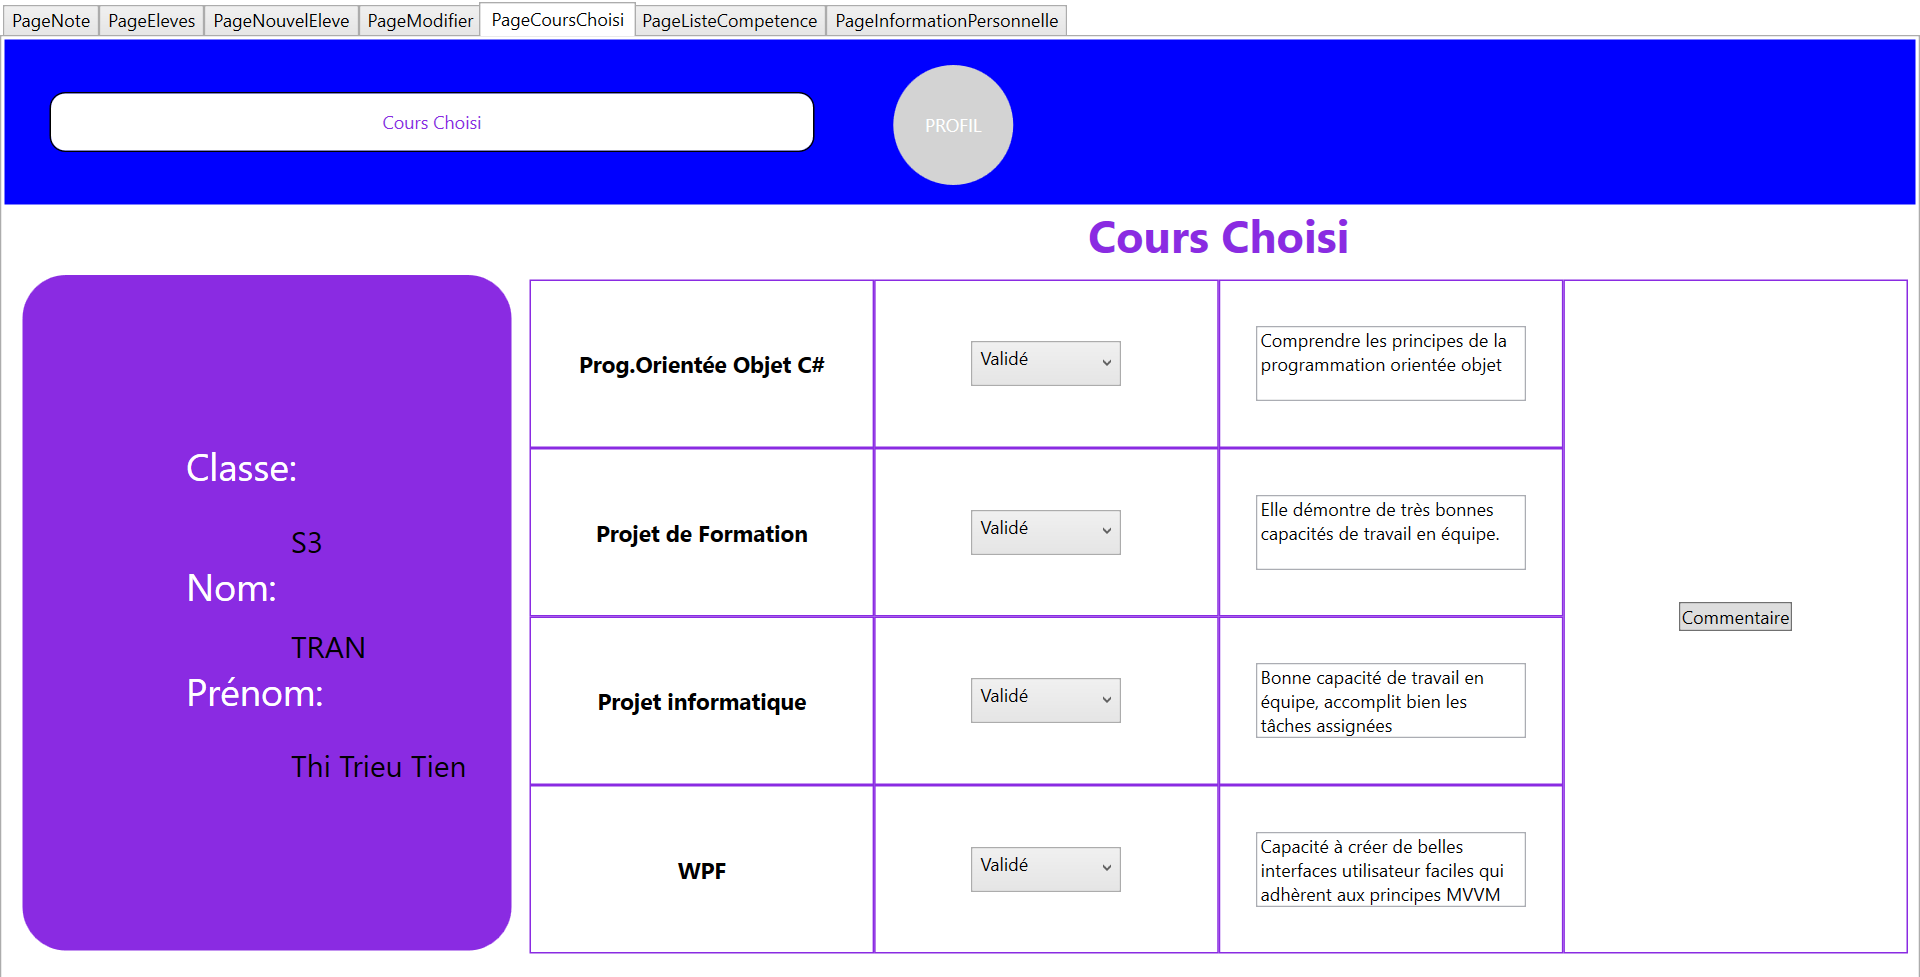 PageNote PageEleves PageNouvelEleve PageModifier PageCoursChoisi PageListeCompetence PageInformationPersonnelle
Cours Choisi
PROFIL
Cours Choisi
Classe:
S3
Nom:
TRAN
Prénom:
Thi Trieu Tien
Prog.Orientée Objet C#
Validé
Comprendre les principes de la
programmation orientée objet
Projet de Formation
Validé
Elle démontre de très bonnes
capacités de travail en équipe.
Projet informatique
Validé
Bonne capacité de travail en
équipe, accomplit bien les
tâches assignées
WPF
Validé
Capacité à créer de belles
interfaces utilisateur faciles qui
adhèrent aux principes MVVM
Commentaire